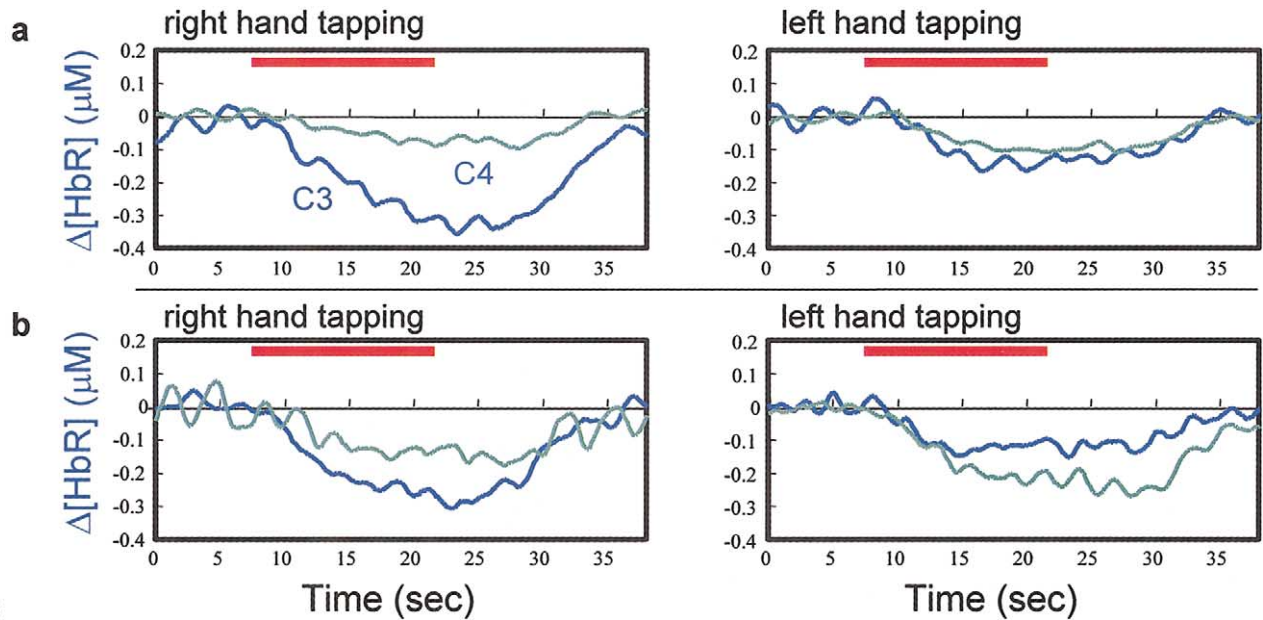 a
right hand tapping
left hand tapping
Δ[HbR] (μM)
0.2
0.1
0
-0.1
-0.2
-0.3
-0.4
C3
C4
0 5 10 15 20 25 30 35
0.2
0.1
0
-0.1
-0.2
-0.3
-0.4
0 5 10 15 20 25 30 35
b
right hand tapping
left hand tapping
Δ[HbR] (μM)
0.2
0.1
0
-0.1
-0.2
-0.3
-0.4
0 5 10 15 20 25 30 35
0.2
0.1
0
-0.1
-0.2
-0.3
-0.4
0 5 10 15 20 25 30 35
Time (sec)
Time (sec)